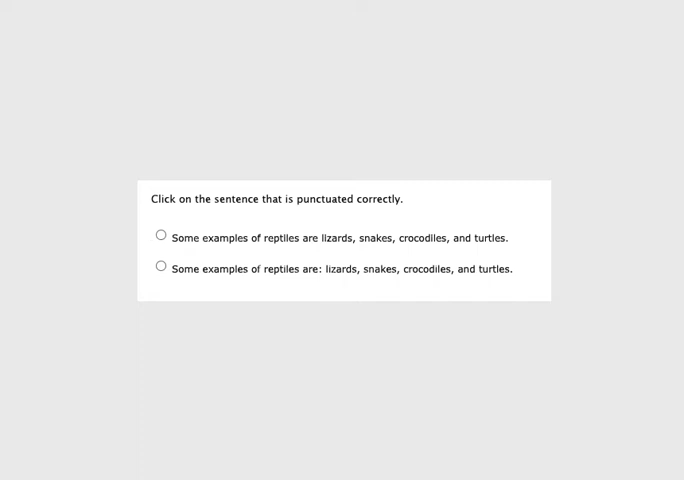 Click on the sentence that is punctuated correctly.
Some examples of reptiles are lizards, snakes, crocodiles, and turtles.
Some examples of reptiles are: lizards, snakes, crocodiles, and turtles.